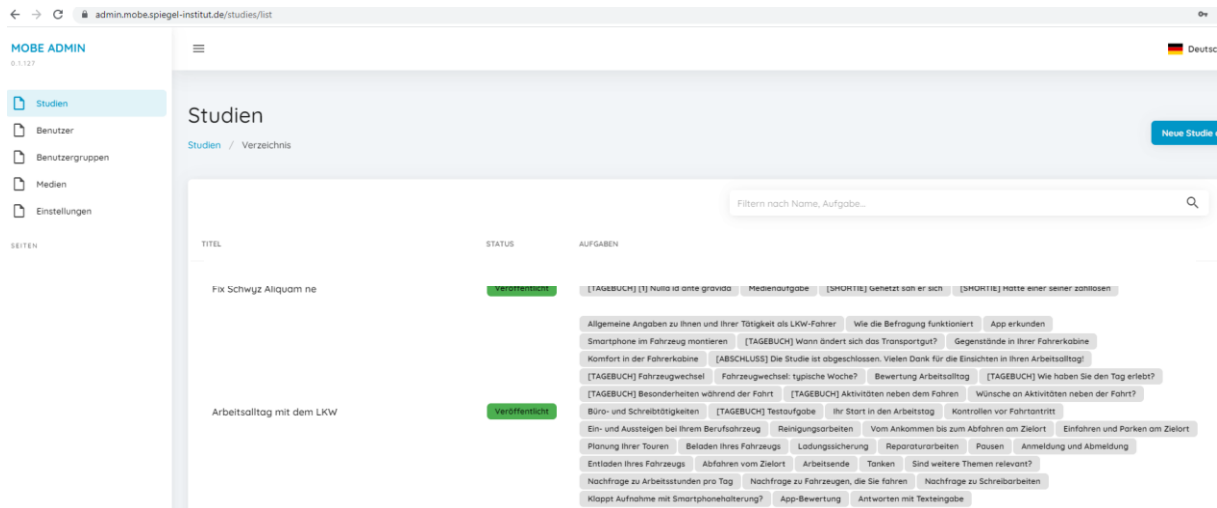 admin.mobe.spiegel-institut.de/studies/list
MOBE ADMIN
0.1.127
Deutsc
Studien
Benutzer
Benutzergruppen
Medien
Einstellungen
SEITEN
Studien
Studien / Verzeichnis
Neue Studie
Filtern nach Name, Aufgabe...
TITEL STATUS AUFGABEN
Fix Schwyz Aliquam ne Veröffentlicht [TAGEBUCH] [1] Nulla id ante gravida Medienaufgabe [SHORTIE] Gehetzt sah er sich [SHORTIE] Hatte einer seiner zahllosen
Allgemeine Angaben zu Ihnen und Ihrer Tätigkeit als LKW-Fahrer Wie die Befragung funktioniert App erkunden
Smartphone im Fahrzeug montieren [TAGEBUCH] Wann ändert sich das Transportgut? Gegenstände in Ihrer Fahrerkabine
Komfort in der Fahrerkabine [ABSCHLUSS] Die Studie ist abgeschlossen. Vielen Dank für die Einsichten in Ihren Arbeitsalltag!
[TAGEBUCH] Fahrzeugwechsel Fahrzeugwechsel: typische Woche? Bewertung Arbeitsalltag [TAGEBUCH] Wie haben Sie den Tag erlebt?
[TAGEBUCH] Besonderheiten während der Fahrt [TAGEBUCH] Aktivitäten neben dem Fahren Wünsche an Aktivitäten neben der Fahrt?
Arbeitsalltag mit dem LKW Veröffentlicht Büro- und Schreibtätigkeiten [TAGEBUCH] Testaufgabe Ihr Start in den Arbeitstag Kontrollen vor Fahrtantritt
Ein- und Aussteigen bei Ihrem Berufsahrzeug Reinigungsarbeiten Vom Ankommen bis zum Abfahren am Zielort Einfahren und Parken am Zielort
Planung Ihrer Touren Beladen Ihres Fahrzeugs Ladungssicherung Reparaturarbeiten Pausen Anmeldung und Abmeldung
Entladen Ihres Fahrzeugs Abfahren vom Zielort Arbeitsende Tanken Sind weitere Themen relevant?
Nachfrage zu Arbeitsstunden pro Tag Nachfrage zu Fahrzeugen, die Sie fahren Nachfrage zu Schreibarbeiten
Klappt Aufnahme mit Smartphonehalterung? App-Bewertung Antworten mit Texteingabe